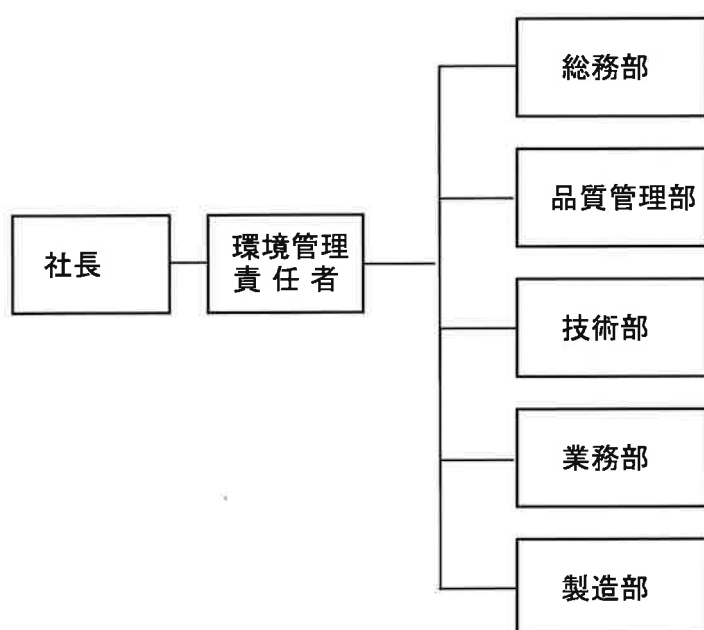 社長
環境管理
責任者
総務部
品質管理部
技術部
業務部
製造部